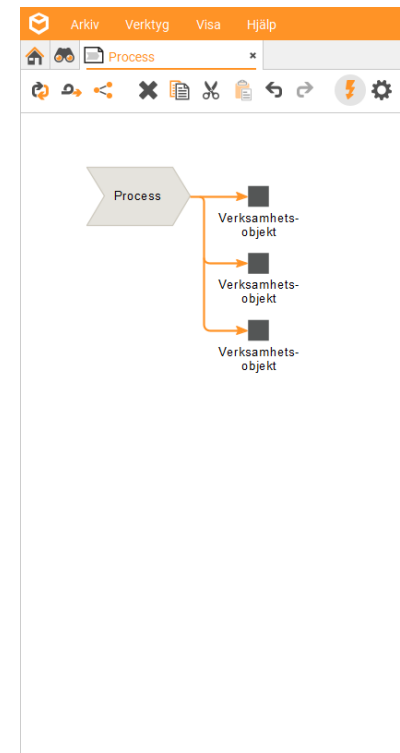 Arkiv Verktyg Visa Hjälp
Process
Process
Verksamhets-
objekt
Verksamhets-
objekt
Verksamhets-
objekt